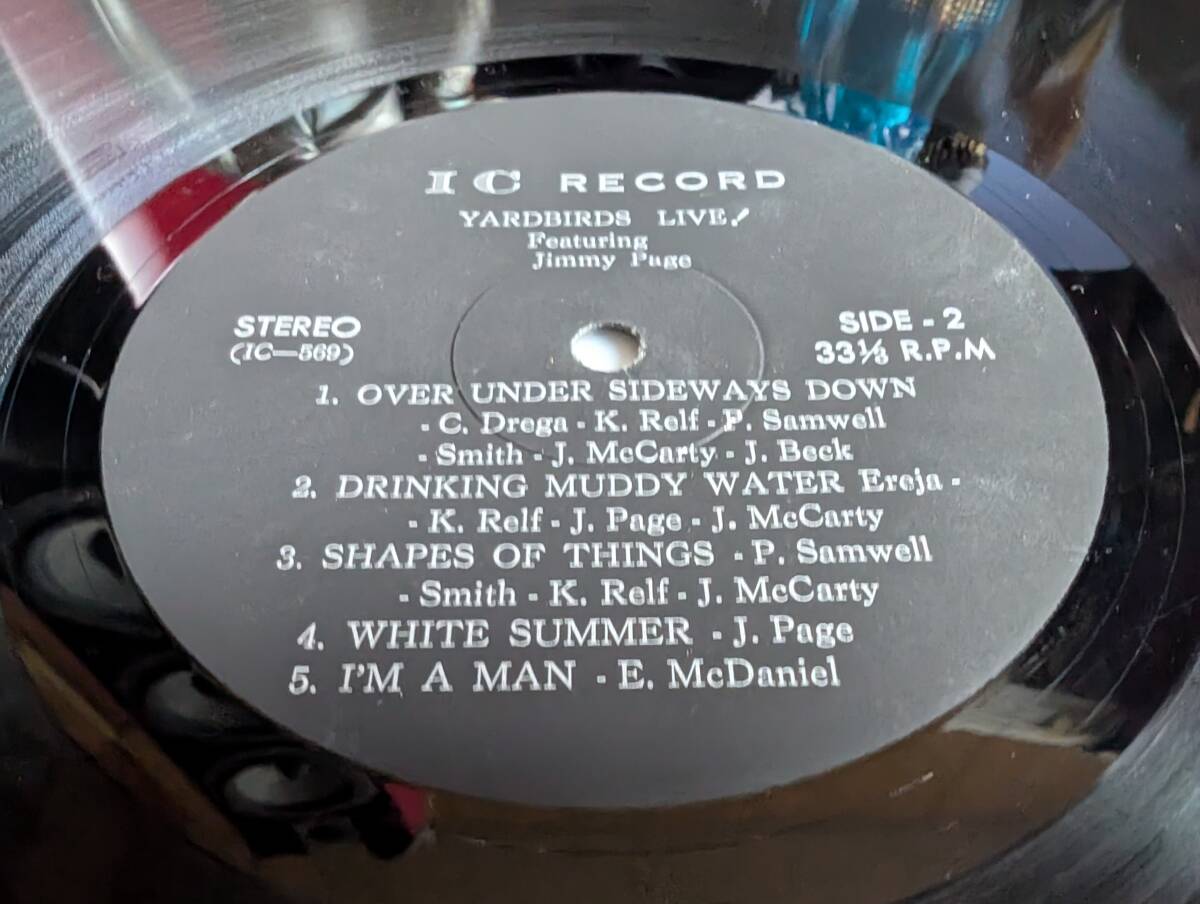 IC RECORD
YARDBIRDS LIVE!
Featuring
Jimmy Page
STEREO
(IC—569)
SIDE - 2
33⅓ R.P.M
1. OVER UNDER SIDEWAYS DOWN
- C. Drega - K. Relf - P. Samwell
- Smith - J. McCarty - J. Beck
2. DRINKING MUDDY WATER Ereja -
- K. Relf - J. Page - J. McCarty
3. SHAPES OF THINGS - P. Samwell
- Smith - K. Relf - J. McCarty
4. WHITE SUMMER - J. Page
5. I'M A MAN - E. McDaniel